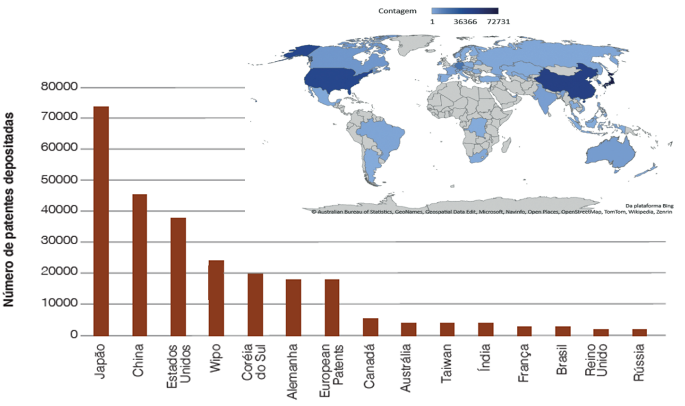 Contagem
1 36366 72731
Da plataforma Bing
© Australian Bureau of Statistics, GeoNames, Geospatial Data Edit, Microsoft, Navinfo, Open Places, OpenStreetMap, TomTom, Wikipedia, Zenrin
Número de patentes depositadas
80000
70000
60000
50000
40000
30000
20000
10000
0
Japão
China
Estados
Unidos
Wipo
Coréia
do Sul
Alemanha
European
Patents
Canadá
Austrália
Taiwan
Índia
França
Brasil
Reino
Unido
Rússia